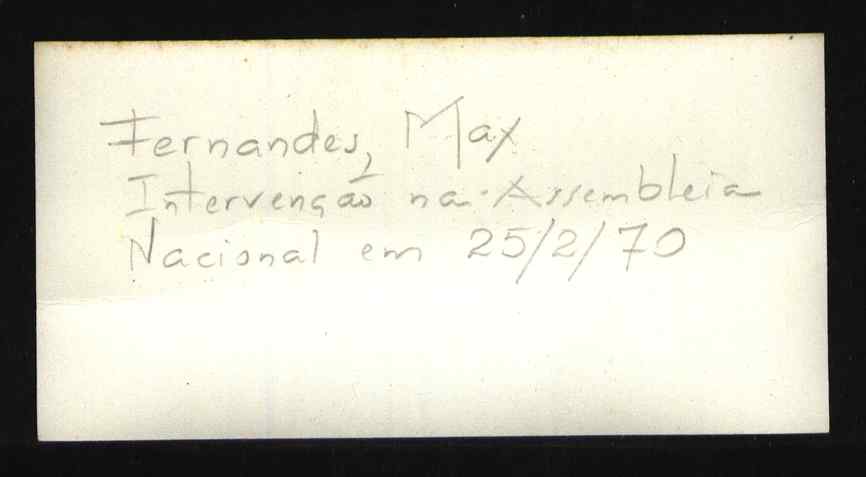 Fernandes, Max
Intervenção na Assembleia
Nacional em 25/2/70